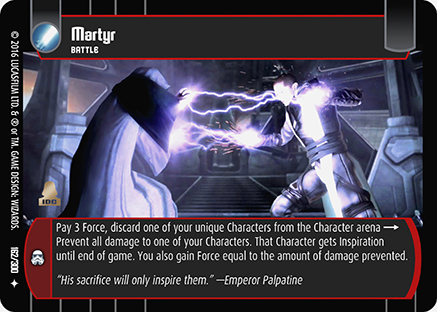 Martyr
BATTLE
© 2016 LUCASFILM LTD. & ® or TM. GAME DESIGN: WIZARDS.
162/300
IDC
Pay 3 Force, discard one of your unique Characters from the Character arena →
Prevent all damage to one of your Characters. That Character gets Inspiration
until end of game. You also gain Force equal to the amount of damage prevented.
"His sacrifice will only inspire them." —Emperor Palpatine